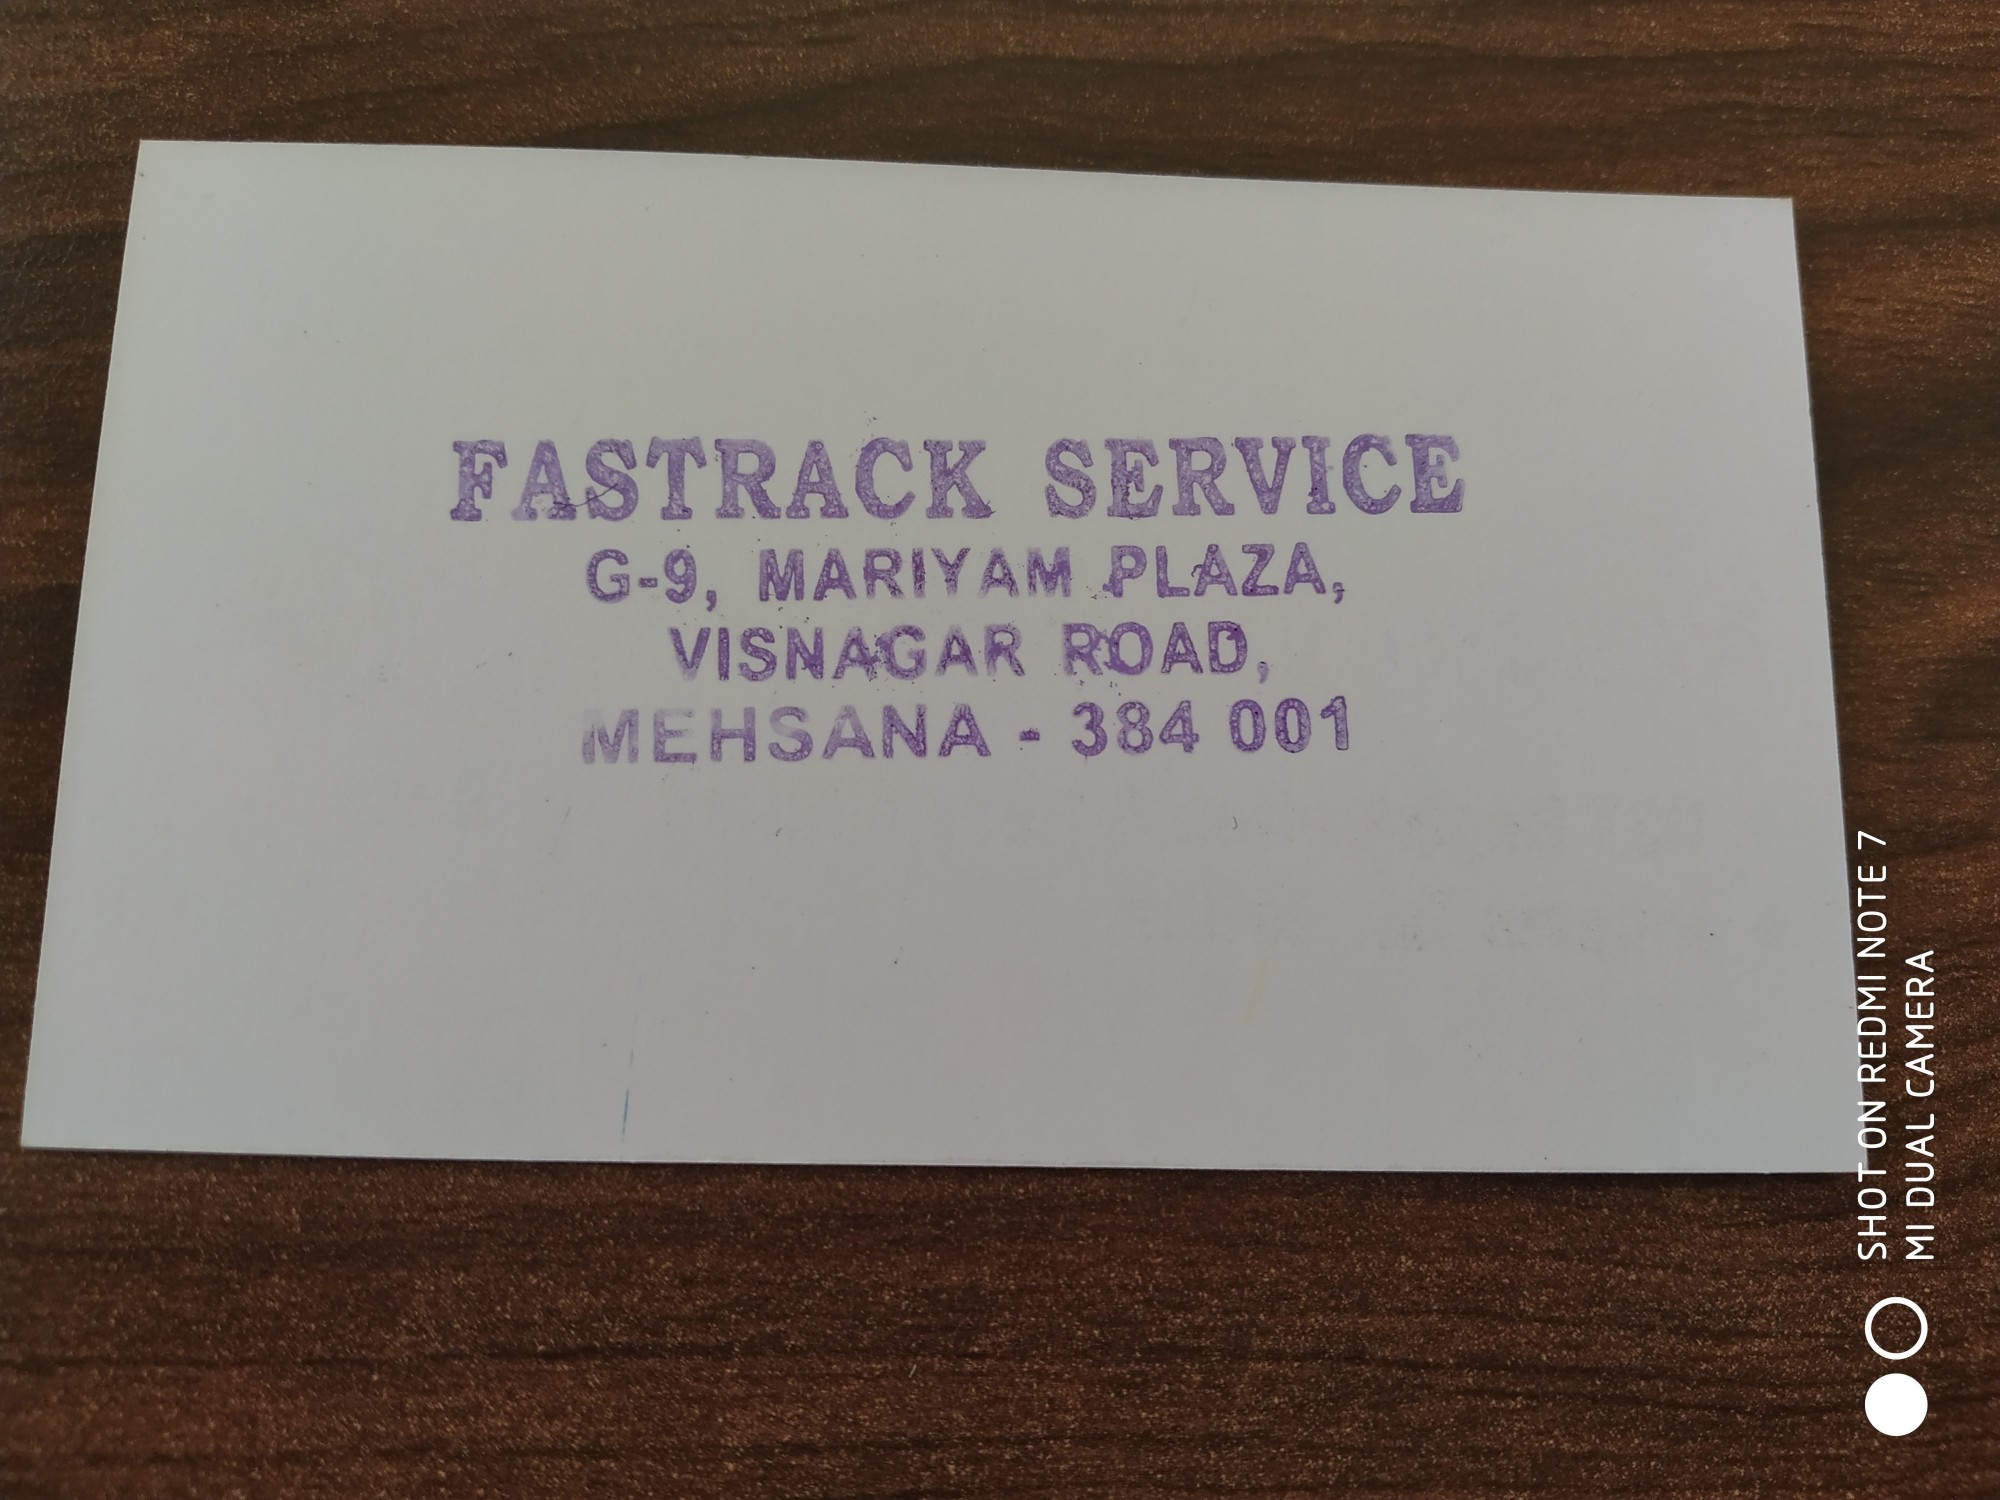 FASTRACK SERVICE
G-9, MARIYAM PLAZA,
VISNAGAR ROAD,
MEHSANA - 384 001
SHOT ON REDMI NOTE 7
MI DUAL CAMERA